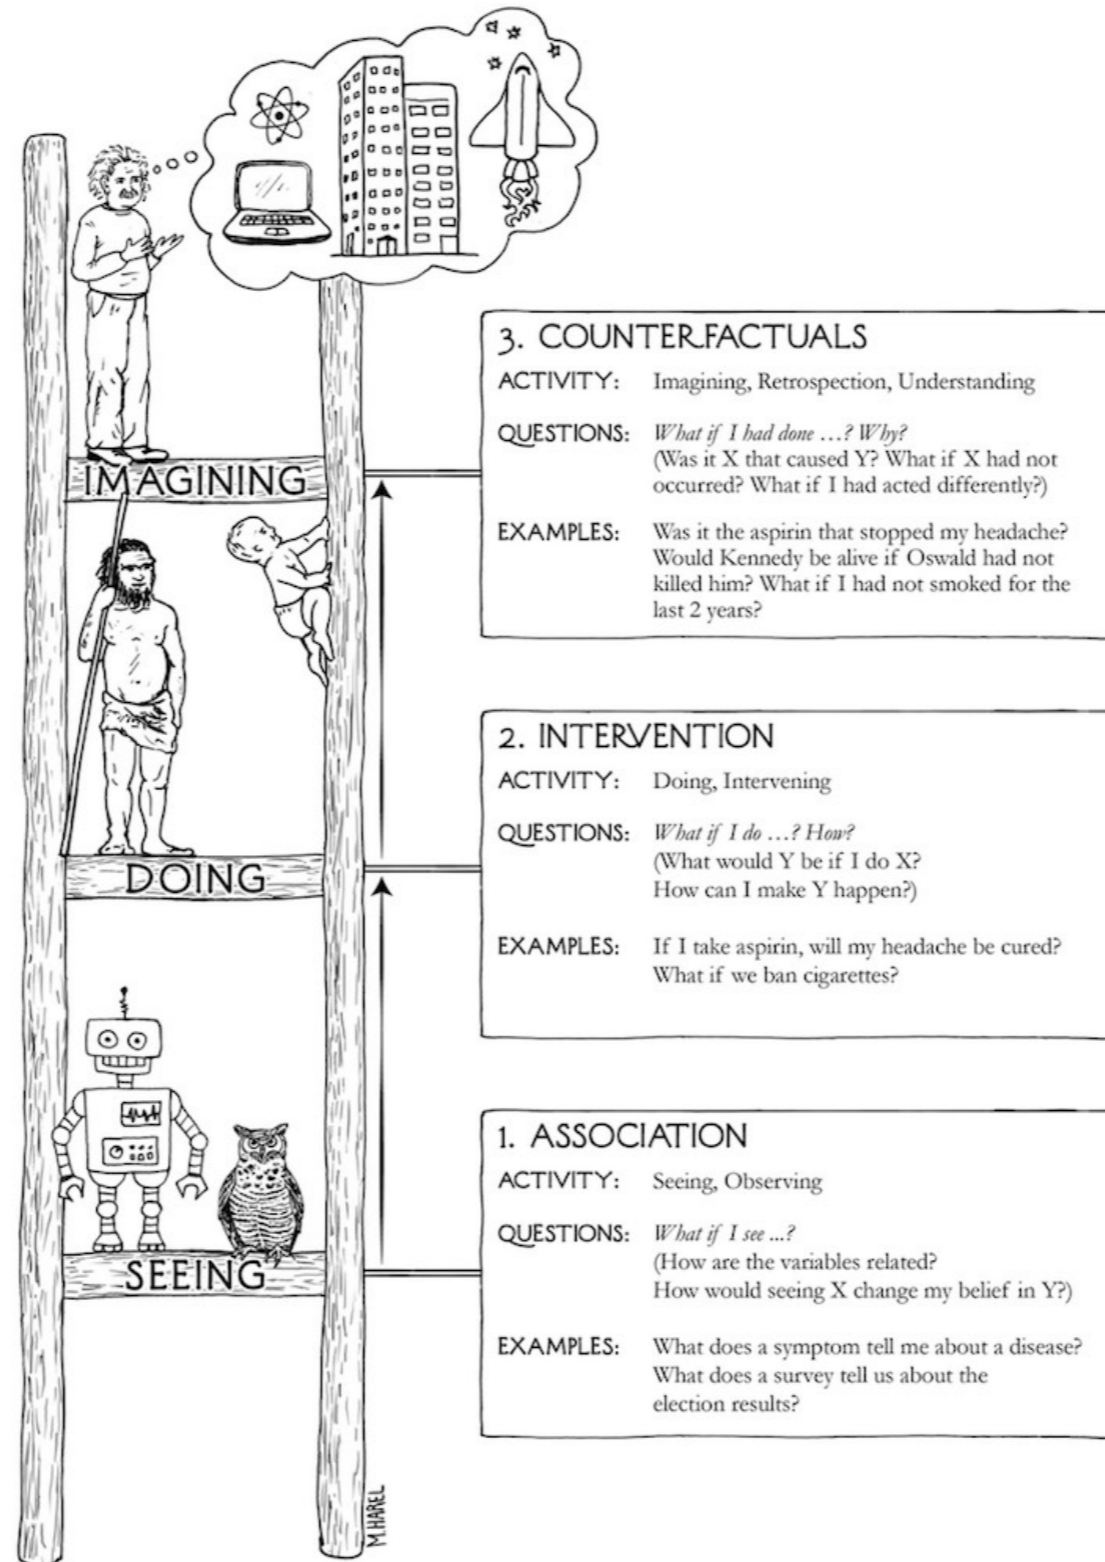 3. COUNTERFACTUALS
ACTIVITY: Imagining, Retrospection, Understanding
QUESTIONS: What if I had done …? Why?
(Was it X that caused Y? What if X had not
occurred? What if I had acted differently?)
EXAMPLES: Was it the aspirin that stopped my headache?
Would Kennedy be alive if Oswald had not
killed him? What if I had not smoked for the
last 2 years?
IMAGINING
2. INTERVENTION
ACTIVITY: Doing, Intervening
QUESTIONS: What if I do …? How?
(What would Y be if I do X?
How can I make Y happen?)
EXAMPLES: If I take aspirin, will my headache be cured?
What if we ban cigarettes?
DOING
1. ASSOCIATION
ACTIVITY: Seeing, Observing
QUESTIONS: What if I see ...?
(How are the variables related?
How would seeing X change my belief in Y?)
EXAMPLES: What does a symptom tell me about a disease?
What does a survey tell us about the
election results?
SEEING
M.HAREL